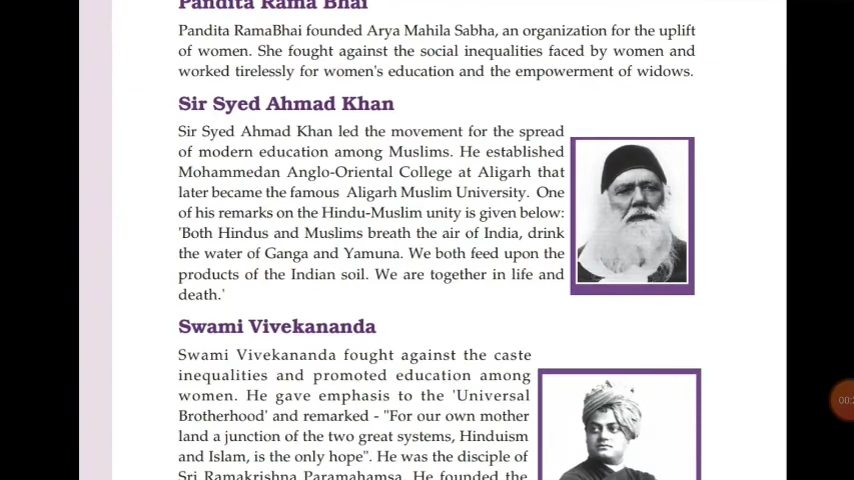 Pandita Rama Bhai
Pandita RamaBhai founded Arya Mahila Sabha, an organization for the uplift
of women. She fought against the social inequalities faced by women and
worked tirelessly for women's education and the empowerment of widows.
Sir Syed Ahmad Khan
Sir Syed Ahmad Khan led the movement for the spread
of modern education among Muslims. He established
Mohammedan Anglo-Oriental College at Aligarh that
later became the famous Aligarh Muslim University. One
of his remarks on the Hindu-Muslim unity is given below:
'Both Hindus and Muslims breath the air of India, drink
the water of Ganga and Yamuna. We both feed upon the
products of the Indian soil. We are together in life and
death.'
Swami Vivekananda
Swami Vivekananda fought against the caste
inequalities and promoted education among
women. He gave emphasis to the 'Universal
Brotherhood' and remarked - "For our own mother
land a junction of the two great systems, Hinduism
and Islam, is the only hope". He was the disciple of
Sri Ramakrishna Paramahamsa. He founded the